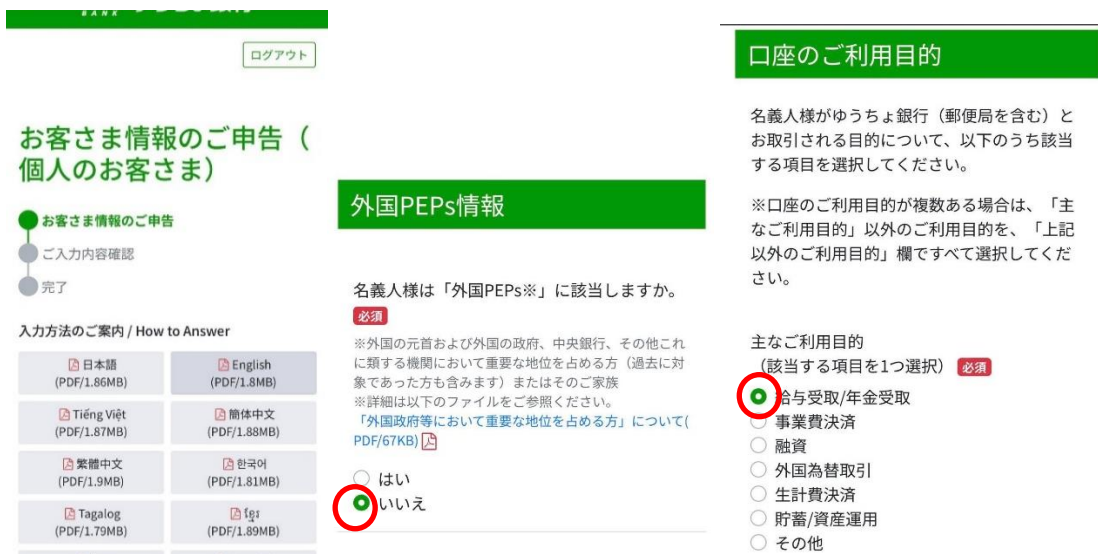 BANK
ログアウト
お客さま情報のご申告（
個人のお客さま）
お客さま情報のご申告
ご入力内容確認
完了
入力方法のご案内 / How to Answer
日本語
(PDF/1.86MB)
English
(PDF/1.8MB)
Tiếng Việt
(PDF/1.87MB)
简体中文
(PDF/1.88MB)
繁體中文
(PDF/1.9MB)
한국어
(PDF/1.81MB)
Tagalog
(PDF/1.79MB)
ខ្មែរ
(PDF/1.89MB)
外国PEPs情報
名義人様は「外国PEPs※」に該当しますか。
必須
※外国の元首および外国の政府、中央銀行、その他これ
に類する機関において重要な地位を占める方（過去に対
象であった方も含みます）またはそのご家族
※詳細は以下のファイルをご参照ください。
「外国政府等において重要な地位を占める方」について(
PDF/67KB)
はい
いいえ
口座のご利用目的
名義人様がゆうちょ銀行（郵便局を含む）と
お取引される目的について、以下のうち該当
する項目を選択してください。
※口座のご利用目的が複数ある場合は、「主
なご利用目的」以外のご利用目的を、「上記
以外のご利用目的」欄ですべて選択してくだ
さい。
主なご利用目的
（該当する項目を1つ選択） 必須
給与受取/年金受取
事業費決済
融資
外国為替取引
生計費決済
貯蓄/資産運用
その他